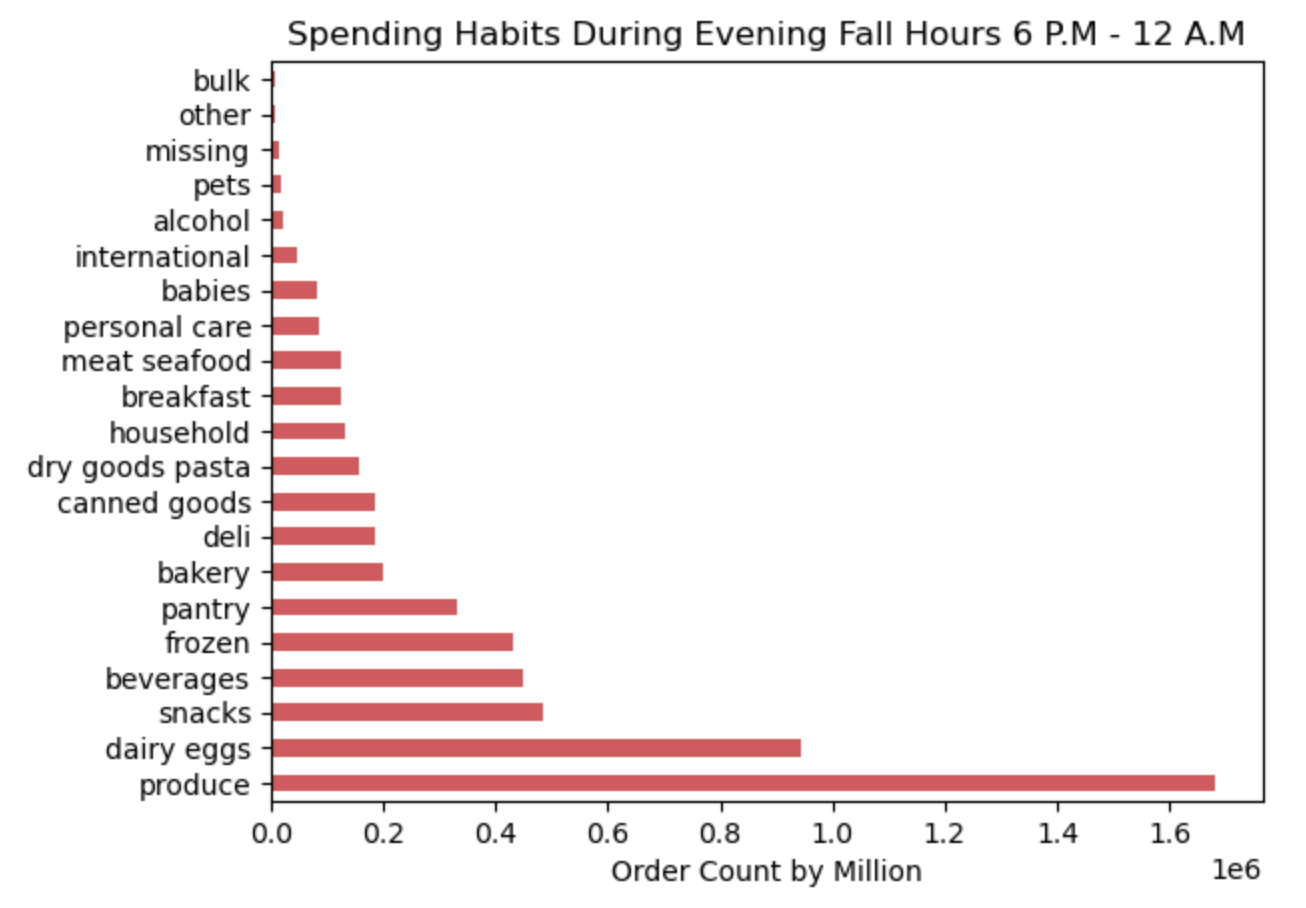 Spending Habits During Evening Fall Hours 6 P.M - 12 A.M
bulk
other
missing
pets
alcohol
international
babies
personal care
meat seafood
breakfast
household
dry goods pasta
canned goods
deli
bakery
pantry
frozen
beverages
snacks
dairy eggs
produce
0.0 0.2 0.4 0.6 0.8 1.0 1.2 1.4 1.6
Order Count by Million
1e6